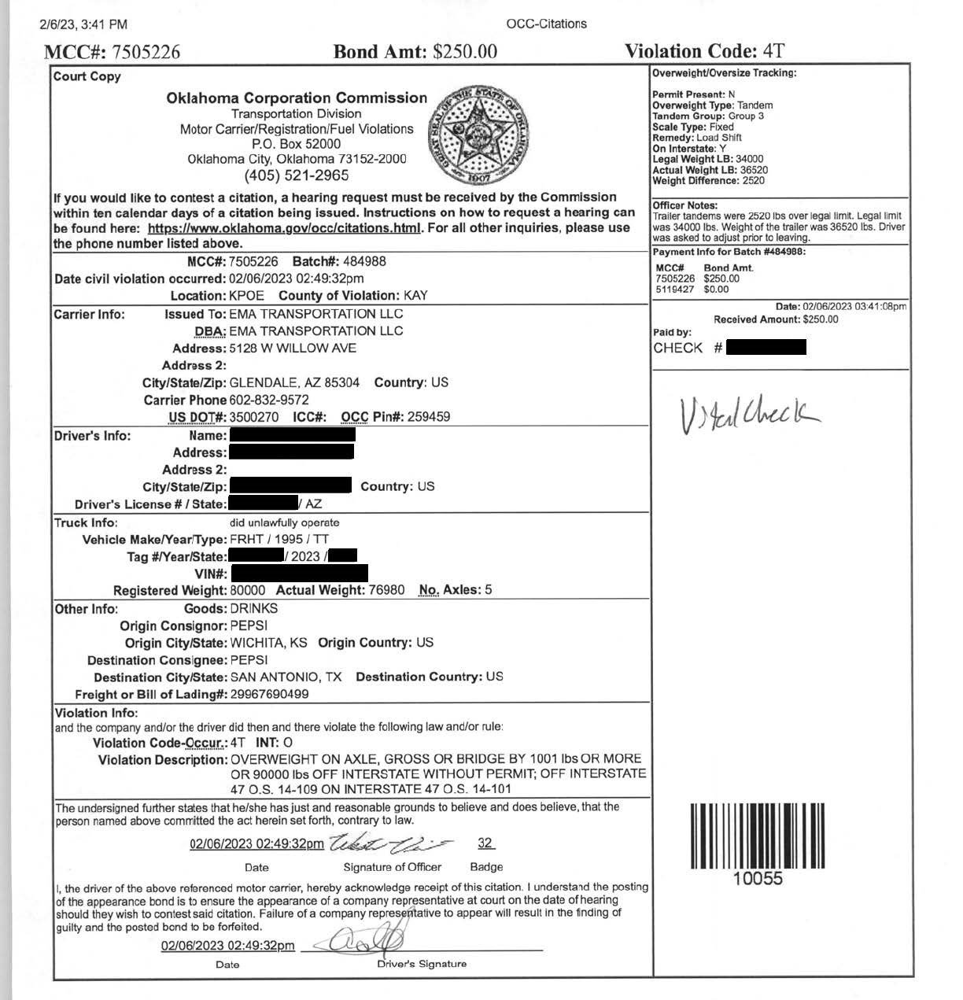 2/6/23, 3:41 PM
OCC-Citations
MCC#: 7505226
Bond Amt: $250.00
Violation Code: 4T
Court Copy
Oklahoma Corporation Commission
Transportation Division
Motor Carrier/Registration/Fuel Violations
P.O. Box 52000
Oklahoma City, Oklahoma 73152-2000
(405) 521-2965
GREAT SEAL OF THE STATE OF OKLAHOMA
1907
If you would like to contest a citation, a hearing request must be received by the Commission
within ten calendar days of a citation being issued. Instructions on how to request a hearing can
be found here: https://www.oklahoma.gov/occ/citations.html. For all other inquiries, please use
the phone number listed above.
MCC#: 7505226 Batch#: 484988
Date civil violation occurred: 02/06/2023 02:49:32pm
Location: KPOE County of Violation: KAY
Carrier Info: Issued To: EMA TRANSPORTATION LLC
DBA: EMA TRANSPORTATION LLC
Address: 5128 W WILLOW AVE
Address 2:
City/State/Zip: GLENDALE, AZ 85304 Country: US
Carrier Phone 602-832-9572
US DOT#: 3500270 ICC#: OCC Pin#: 259459
Driver's Info: Name:
Address:
Address 2:
City/State/Zip: Country: US
Driver's License # / State: / AZ
Truck Info: did unlawfully operate
Vehicle Make/Year/Type: FRHT / 1995 / TT
Tag #/Year/State: / 2023 /
VIN#:
Registered Weight: 80000 Actual Weight: 76980 No. Axles: 5
Other Info: Goods: DRINKS
Origin Consignor: PEPSI
Origin City/State: WICHITA, KS Origin Country: US
Destination Consignee: PEPSI
Destination City/State: SAN ANTONIO, TX Destination Country: US
Freight or Bill of Lading#: 29967690499
Violation Info:
and the company and/or the driver did then and there violate the following law and/or rule:
Violation Code-Occur.: 4T INT: O
Violation Description: OVERWEIGHT ON AXLE, GROSS OR BRIDGE BY 1001 lbs OR MORE
OR 90000 lbs OFF INTERSTATE WITHOUT PERMIT; OFF INTERSTATE
47 O.S. 14-109 ON INTERSTATE 47 O.S. 14-101
The undersigned further states that he/she has just and reasonable grounds to believe and does believe, that the
person named above committed the act herein set forth, contrary to law.
02/06/2023 02:49:32pm 32
Date Signature of Officer Badge
I, the driver of the above referenced motor carrier, hereby acknowledge receipt of this citation. I understand the posting
of the appearance bond is to ensure the appearance of a company representative at court on the date of hearing
should they wish to contest said citation. Failure of a company representative to appear will result in the finding of
guilty and the posted bond to be forfeited.
02/06/2023 02:49:32pm
Date Driver's Signature
Overweight/Oversize Tracking:
Permit Present: N
Overweight Type: Tandem
Tandem Group: Group 3
Scale Type: Fixed
Remedy: Load Shift
On Interstate: Y
Legal Weight LB: 34000
Actual Weight LB: 36520
Weight Difference: 2520
Officer Notes:
Trailer tandems were 2520 lbs over legal limit. Legal limit
was 34000 lbs. Weight of the trailer was 36520 lbs. Driver
was asked to adjust prior to leaving.
Payment Info for Batch #484988:
MCC# Bond Amt.
7505226 $250.00
5119427 $0.00
Date: 02/06/2023 03:41:08pm
Received Amount: $250.00
Paid by:
CHECK #
Check
10055